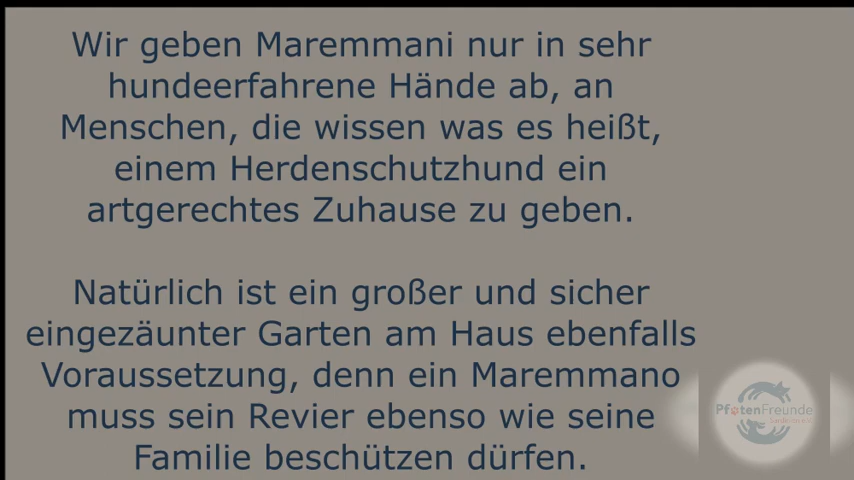 Wir geben Maremmani nur in sehr
hundeerfahrene Hände ab, an
Menschen, die wissen was es heißt,
einem Herdenschutzhund ein
artgerechtes Zuhause zu geben.
Natürlich ist ein großer und sicher
eingezäunter Garten am Haus ebenfalls
Voraussetzung, denn ein Maremmano
muss sein Revier ebenso wie seine
Familie beschützen dürfen.
PfotenFreunde